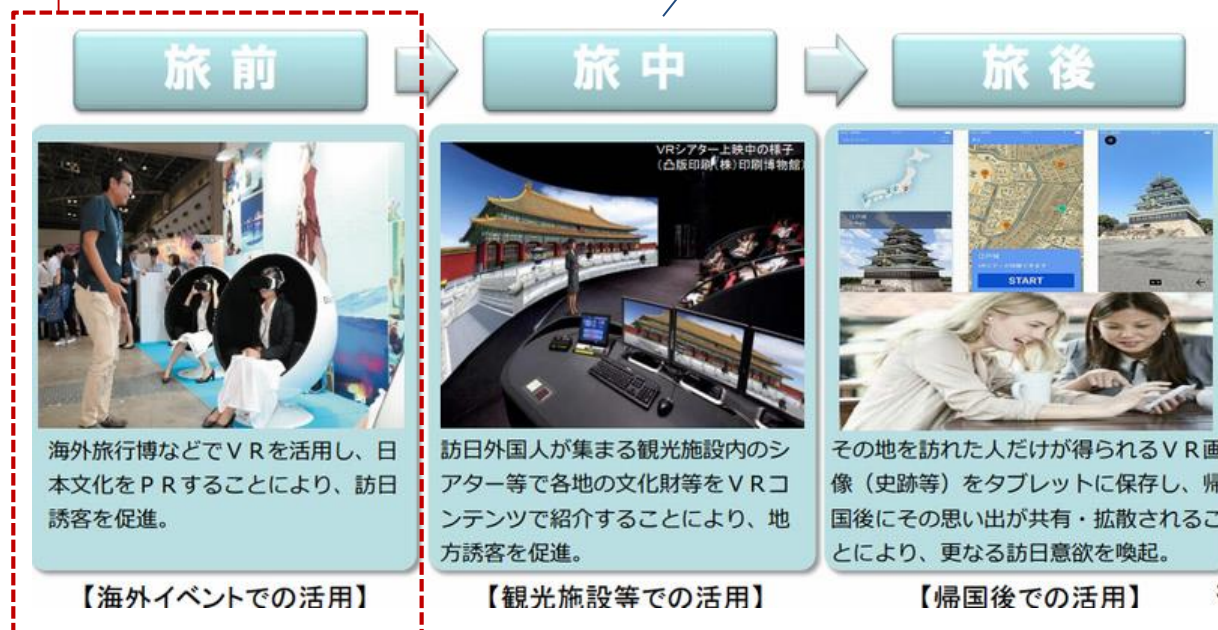 旅前
旅中
旅後
VRシアター上映中の様子
(凸版印刷(株)印刷博物館)
江戸城
START
海外旅行博などでＶＲを活用し、日
本文化をＰＲすることにより、訪日
誘客を促進。
訪日外国人が集まる観光施設内のシ
アター等で各地の文化財等をＶＲコ
ンテンツで紹介することにより、地
方誘客を促進。
その地を訪れた人だけが得られるＶＲ画
像（史跡等）をタブレットに保存し、帰
国後にその思い出が共有・拡散されるこ
とにより、更なる訪日意欲を喚起。
【海外イベントでの活用】
【観光施設等での活用】
【帰国後での活用】